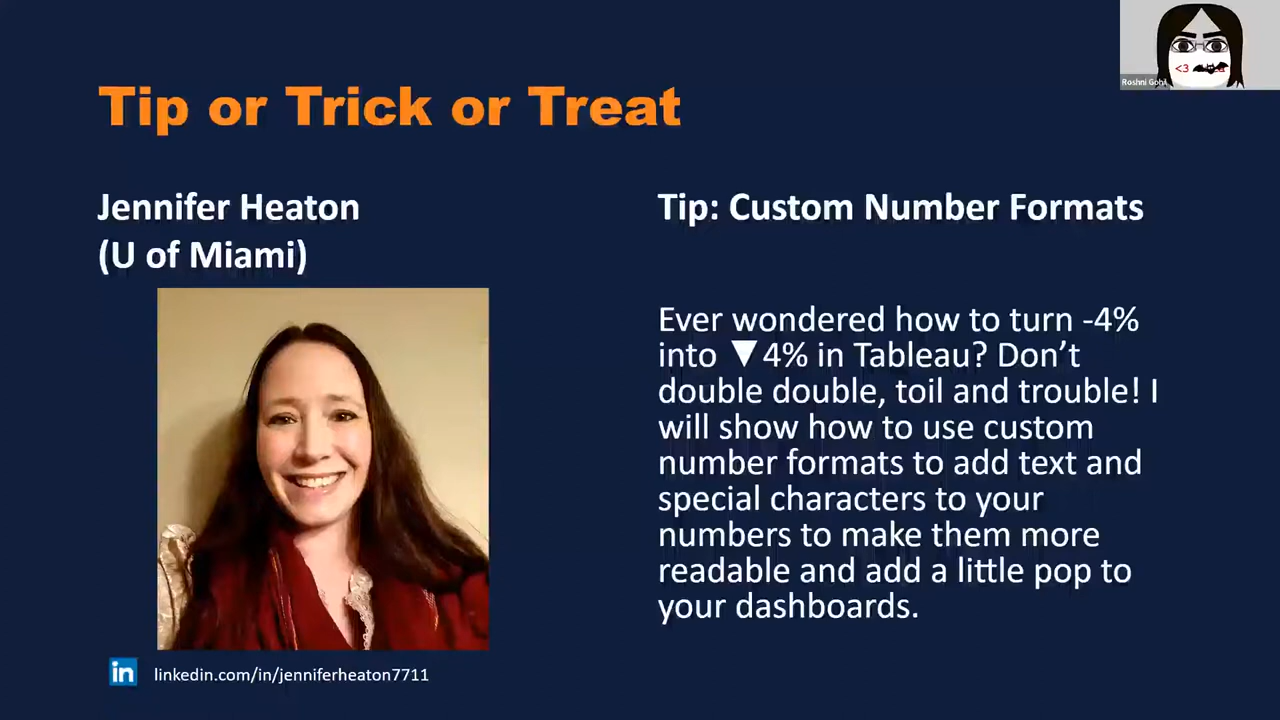 Tip or Trick or Treat
Jennifer Heaton
(U of Miami)
Tip: Custom Number Formats
Ever wondered how to turn -4%
into ▼4% in Tableau? Don’t
double double, toil and trouble! I
will show how to use custom
number formats to add text and
special characters to your
numbers to make them more
readable and add a little pop to
your dashboards.
in linkedin.com/in/jenniferheaton7711
Roshni
<3